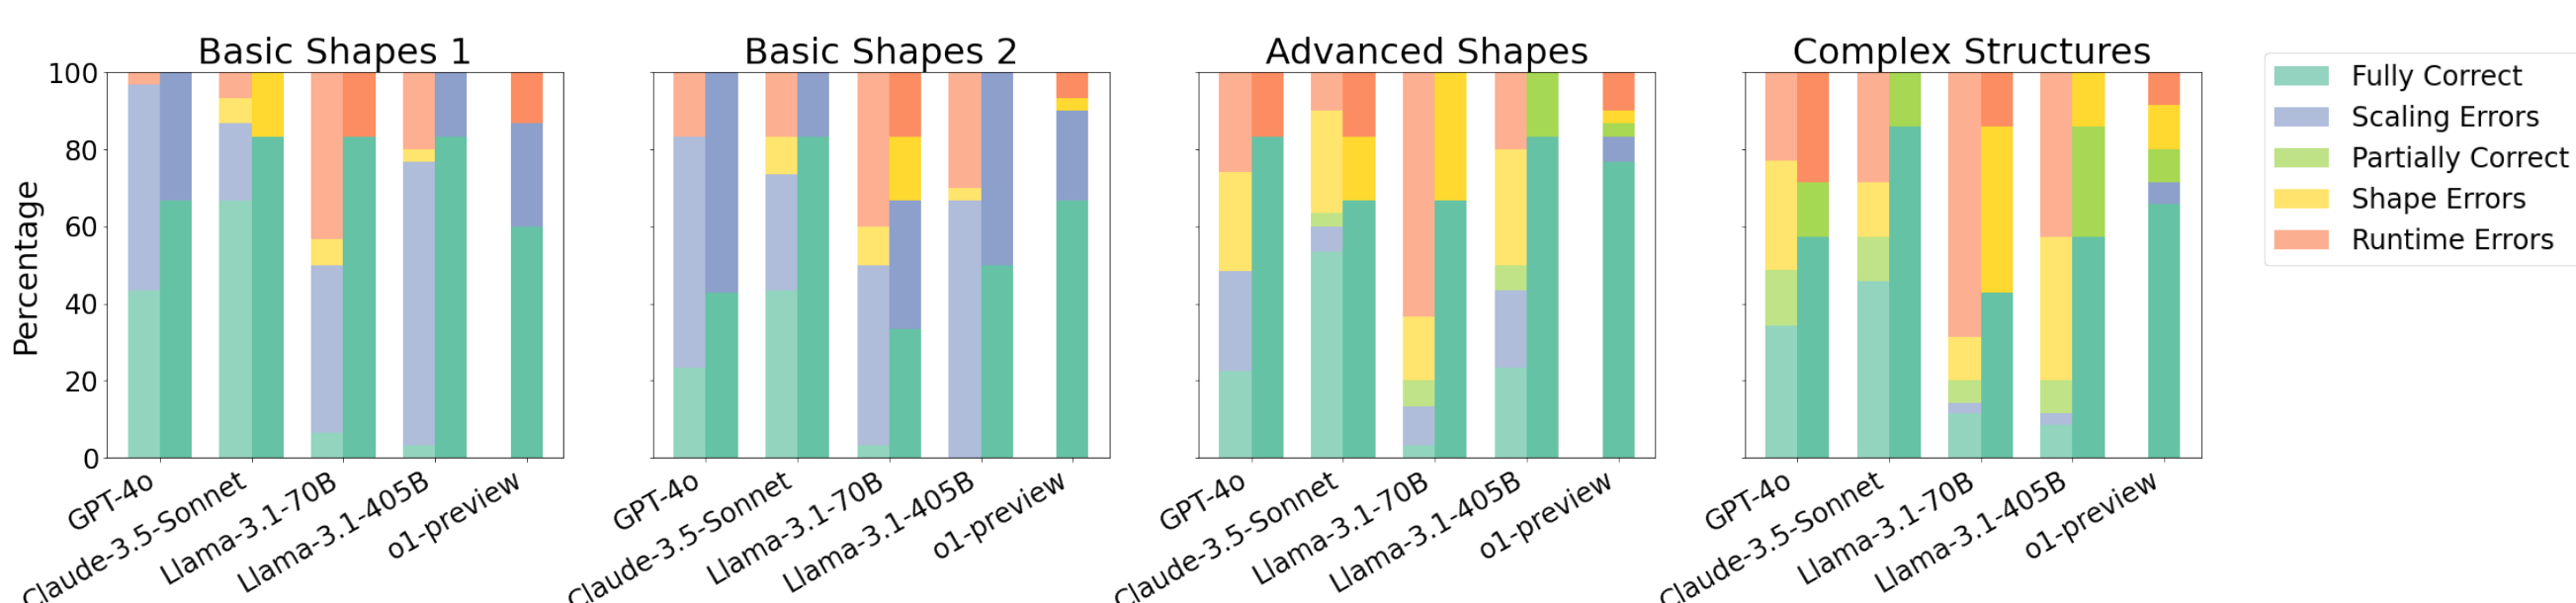 Basic Shapes 1
Basic Shapes 2
Advanced Shapes
Complex Structures
Percentage
100
80
60
40
20
0
GPT-4o
Claude-3.5-Sonnet
Llama-3.1-70B
Llama-3.1-405B
o1-preview
GPT-4o
Claude-3.5-Sonnet
Llama-3.1-70B
Llama-3.1-405B
o1-preview
GPT-4o
Claude-3.5-Sonnet
Llama-3.1-70B
Llama-3.1-405B
o1-preview
GPT-4o
Claude-3.5-Sonnet
Llama-3.1-70B
Llama-3.1-405B
o1-preview
Fully Correct
Scaling Errors
Partially Correct
Shape Errors
Runtime Errors